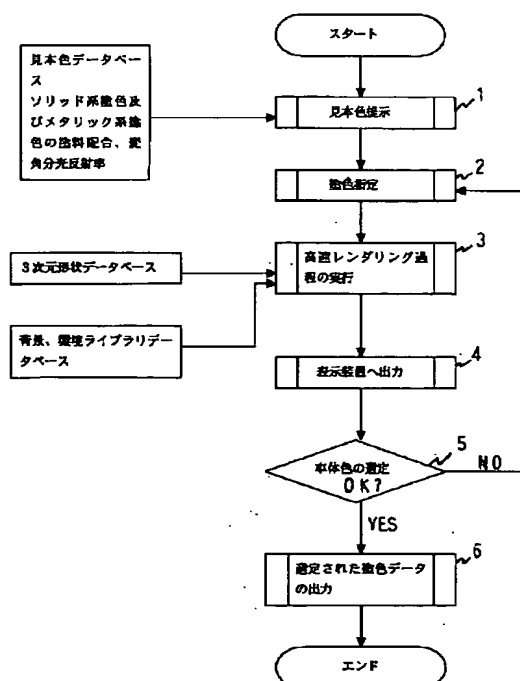 スタート
見本色データベース
ソリッド系塗色及
びメタリック系塗
色の塗料配合、変
角分光反射率
1
見本色提示
2
塗色指定
3
高速レンダリング過
程の実行
3次元形状データベース
背景、環境ライブラリデ
ータベース
4
表示装置へ出力
5
車体色の選定
OK?
NO
YES
6
選定された塗色データ
の出力
エンド